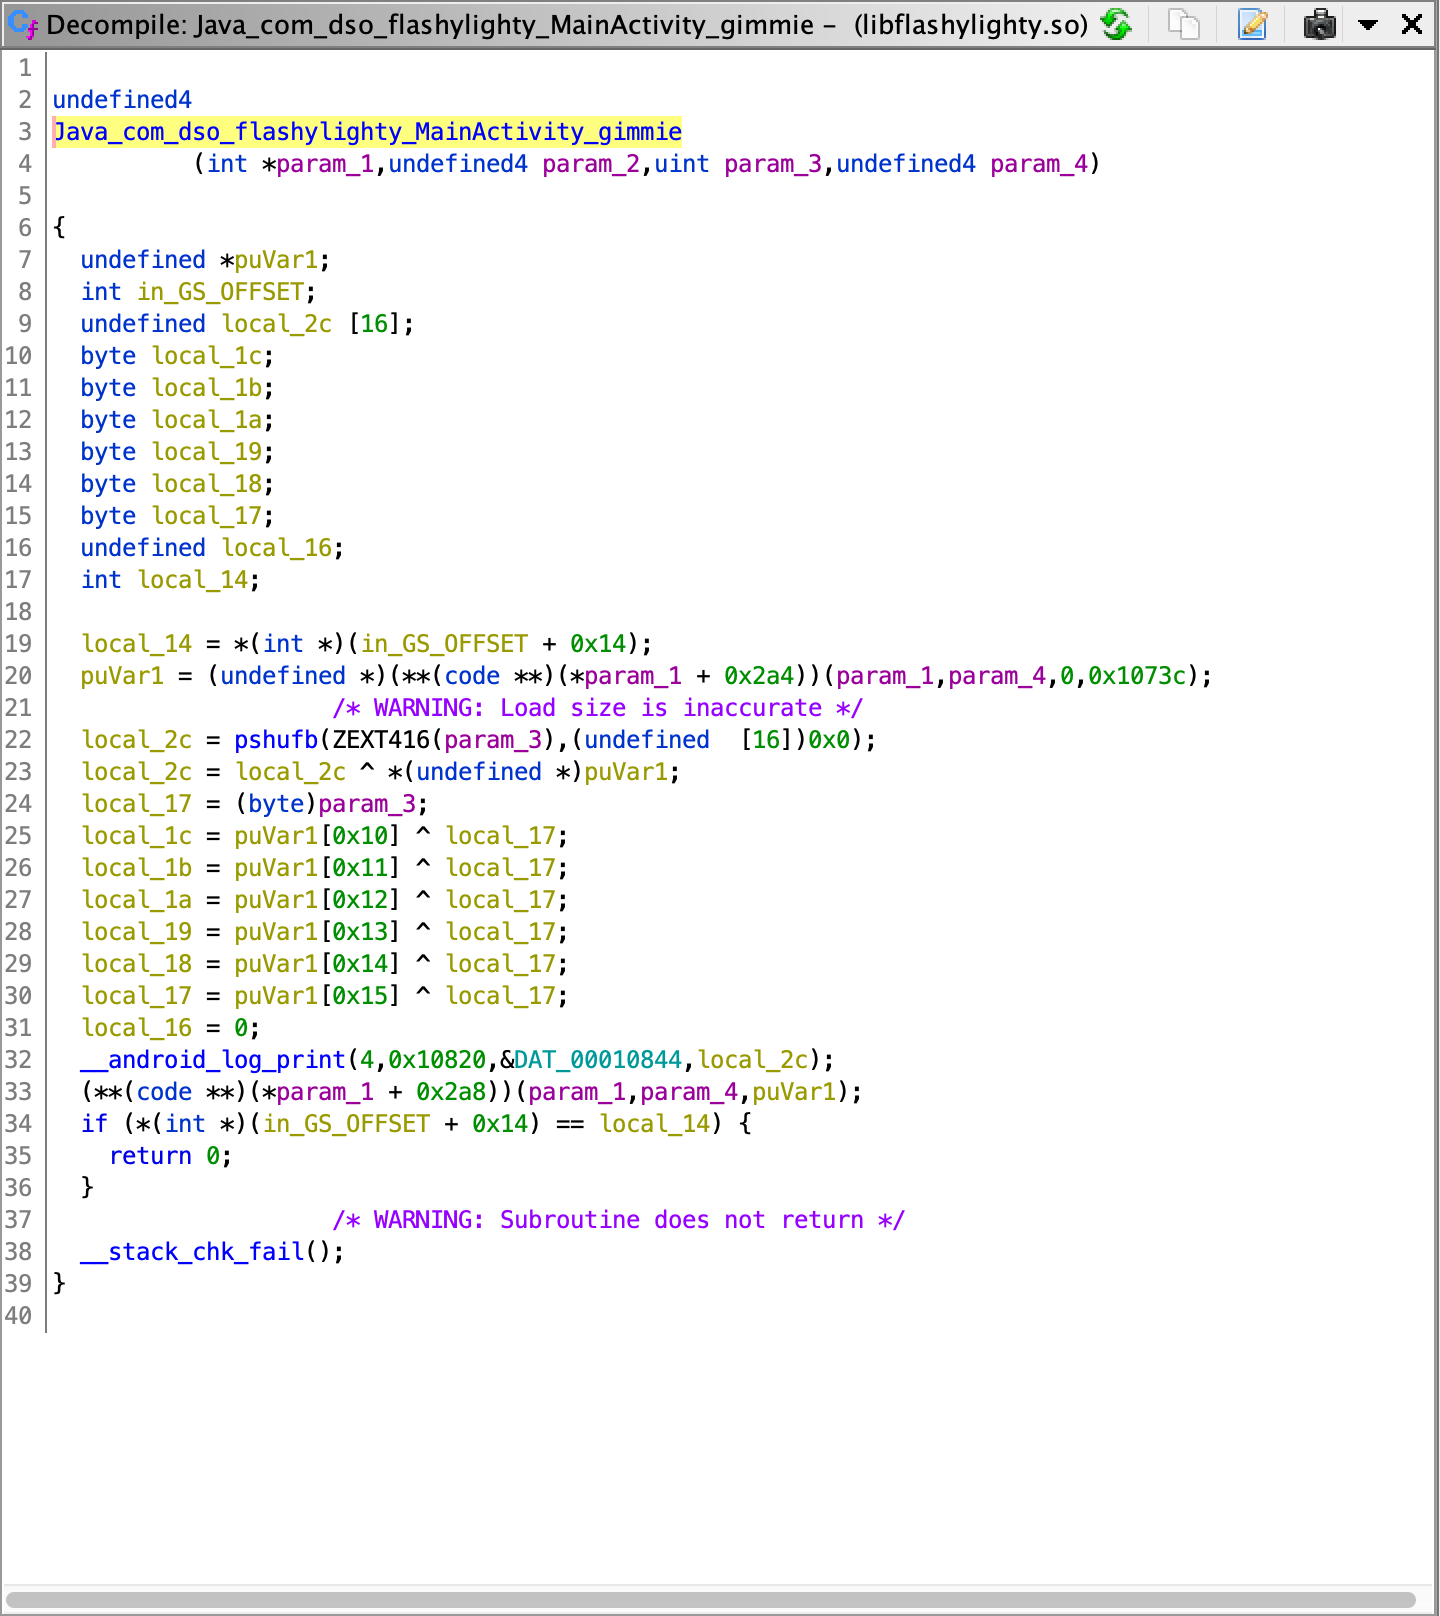 Decompile: Java_com_dso_flashylighty_MainActivity_gimmie – (libflashylighty.so)
1
2 undefined4
3 Java_com_dso_flashylighty_MainActivity_gimmie
4 (int *param_1,undefined4 param_2,uint param_3,undefined4 param_4)
5
6 {
7 undefined *puVar1;
8 int in_GS_OFFSET;
9 undefined local_2c [16];
10 byte local_1c;
11 byte local_1b;
12 byte local_1a;
13 byte local_19;
14 byte local_18;
15 byte local_17;
16 undefined local_16;
17 int local_14;
18
19 local_14 = *(int *)(in_GS_OFFSET + 0x14);
20 puVar1 = (undefined *)(**(code **)(*param_1 + 0x2a4))(param_1,param_4,0,0x1073c);
21 /* WARNING: Load size is inaccurate */
22 local_2c = pshufb(ZEXT416(param_3),(undefined  [16])0x0);
23 local_2c = local_2c ^ *(undefined *)puVar1;
24 local_17 = (byte)param_3;
25 local_1c = puVar1[0x10] ^ local_17;
26 local_1b = puVar1[0x11] ^ local_17;
27 local_1a = puVar1[0x12] ^ local_17;
28 local_19 = puVar1[0x13] ^ local_17;
29 local_18 = puVar1[0x14] ^ local_17;
30 local_17 = puVar1[0x15] ^ local_17;
31 local_16 = 0;
32 __android_log_print(4,0x10820,&DAT_00010844,local_2c);
33 (**(code **)(*param_1 + 0x2a8))(param_1,param_4,puVar1);
34 if (*(int *)(in_GS_OFFSET + 0x14) == local_14) {
35 return 0;
36 }
37 /* WARNING: Subroutine does not return */
38 __stack_chk_fail();
39 }
40